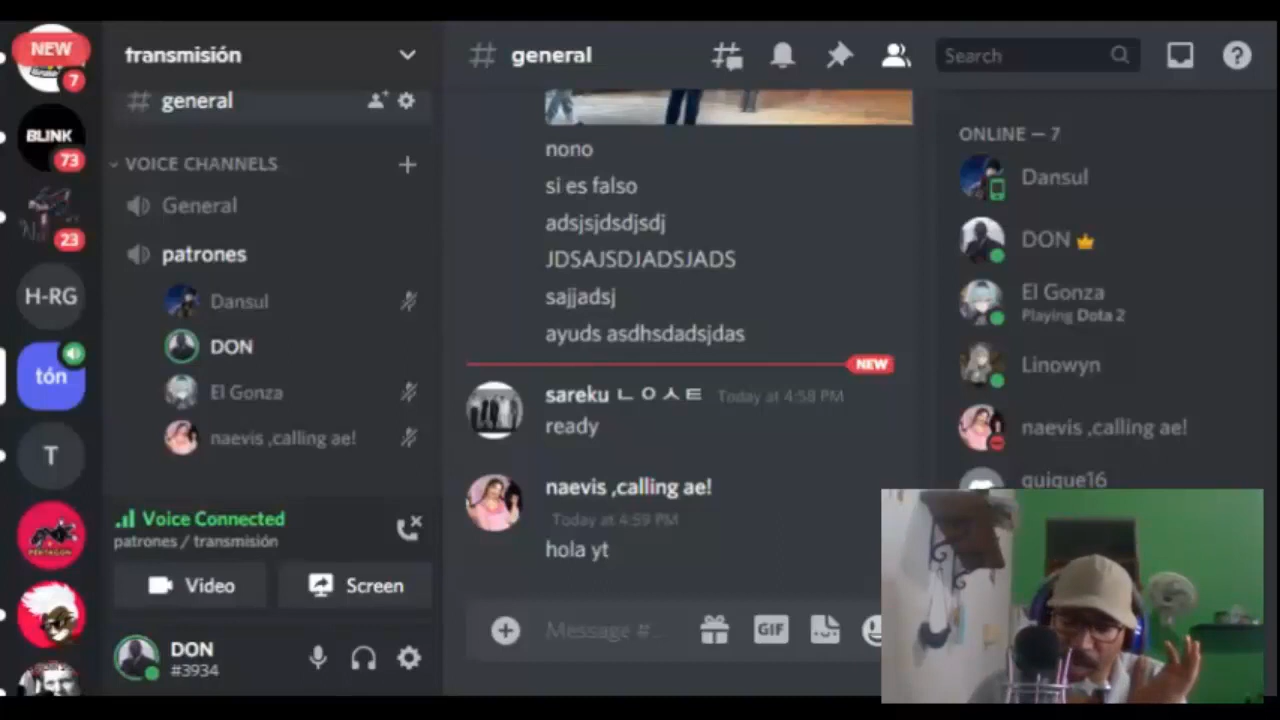 NEW
7
BLINK
73
23
H-RG
tón
T
PENTAGON
transmisión
general
VOICE CHANNELS
General
patrones
Dansul
DON
El Gonza
naevis ,calling ae!
Voice Connected
patrones / transmisión
Video
Screen
DON
#3934
general
Search
nono
si es falso
adsjsjdsdjsdj
JDSAJSDJADSJADS
sajjadsj
ayuds asdhsdadsjdas
NEW
sareku ㄴㅇㅅㅌ Today at 4:58 PM
ready
naevis ,calling ae!
Today at 4:59 PM
hola yt
Message #...
GIF
ONLINE — 7
Dansul
DON
El Gonza
Playing Dota 2
Linowyn
naevis ,calling ae!
quique16